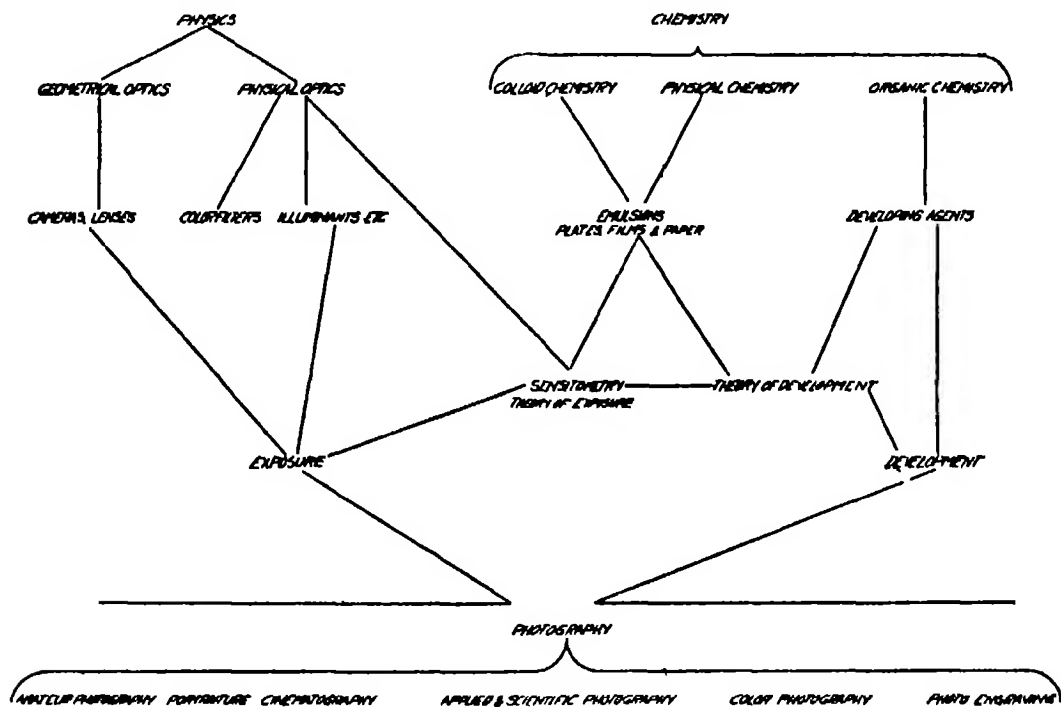 PHYSICS
CHEMISTRY
GEOMETRICAL OPTICS
PHYSICAL OPTICS
COLLOID CHEMISTRY
PHYSICAL CHEMISTRY
ORGANIC CHEMISTRY
CAMERAS, LENSES
COLORFILTERS
ILLUMINANTS ETC
EMULSIONS
PLATES, FILMS & PAPER
DEVELOPING AGENTS
SENSITOMETRY
THEORY OF EXPOSURE
THEORY OF DEVELOPMENT
EXPOSURE
DEVELOPMENT
PHOTOGRAPHY
AMATEUR PHOTOGRAPHY
PORTRAITURE
CINEMATOGRAPHY
APPLIED & SCIENTIFIC PHOTOGRAPHY
COLOR PHOTOGRAPHY
PHOTO ENGRAVING